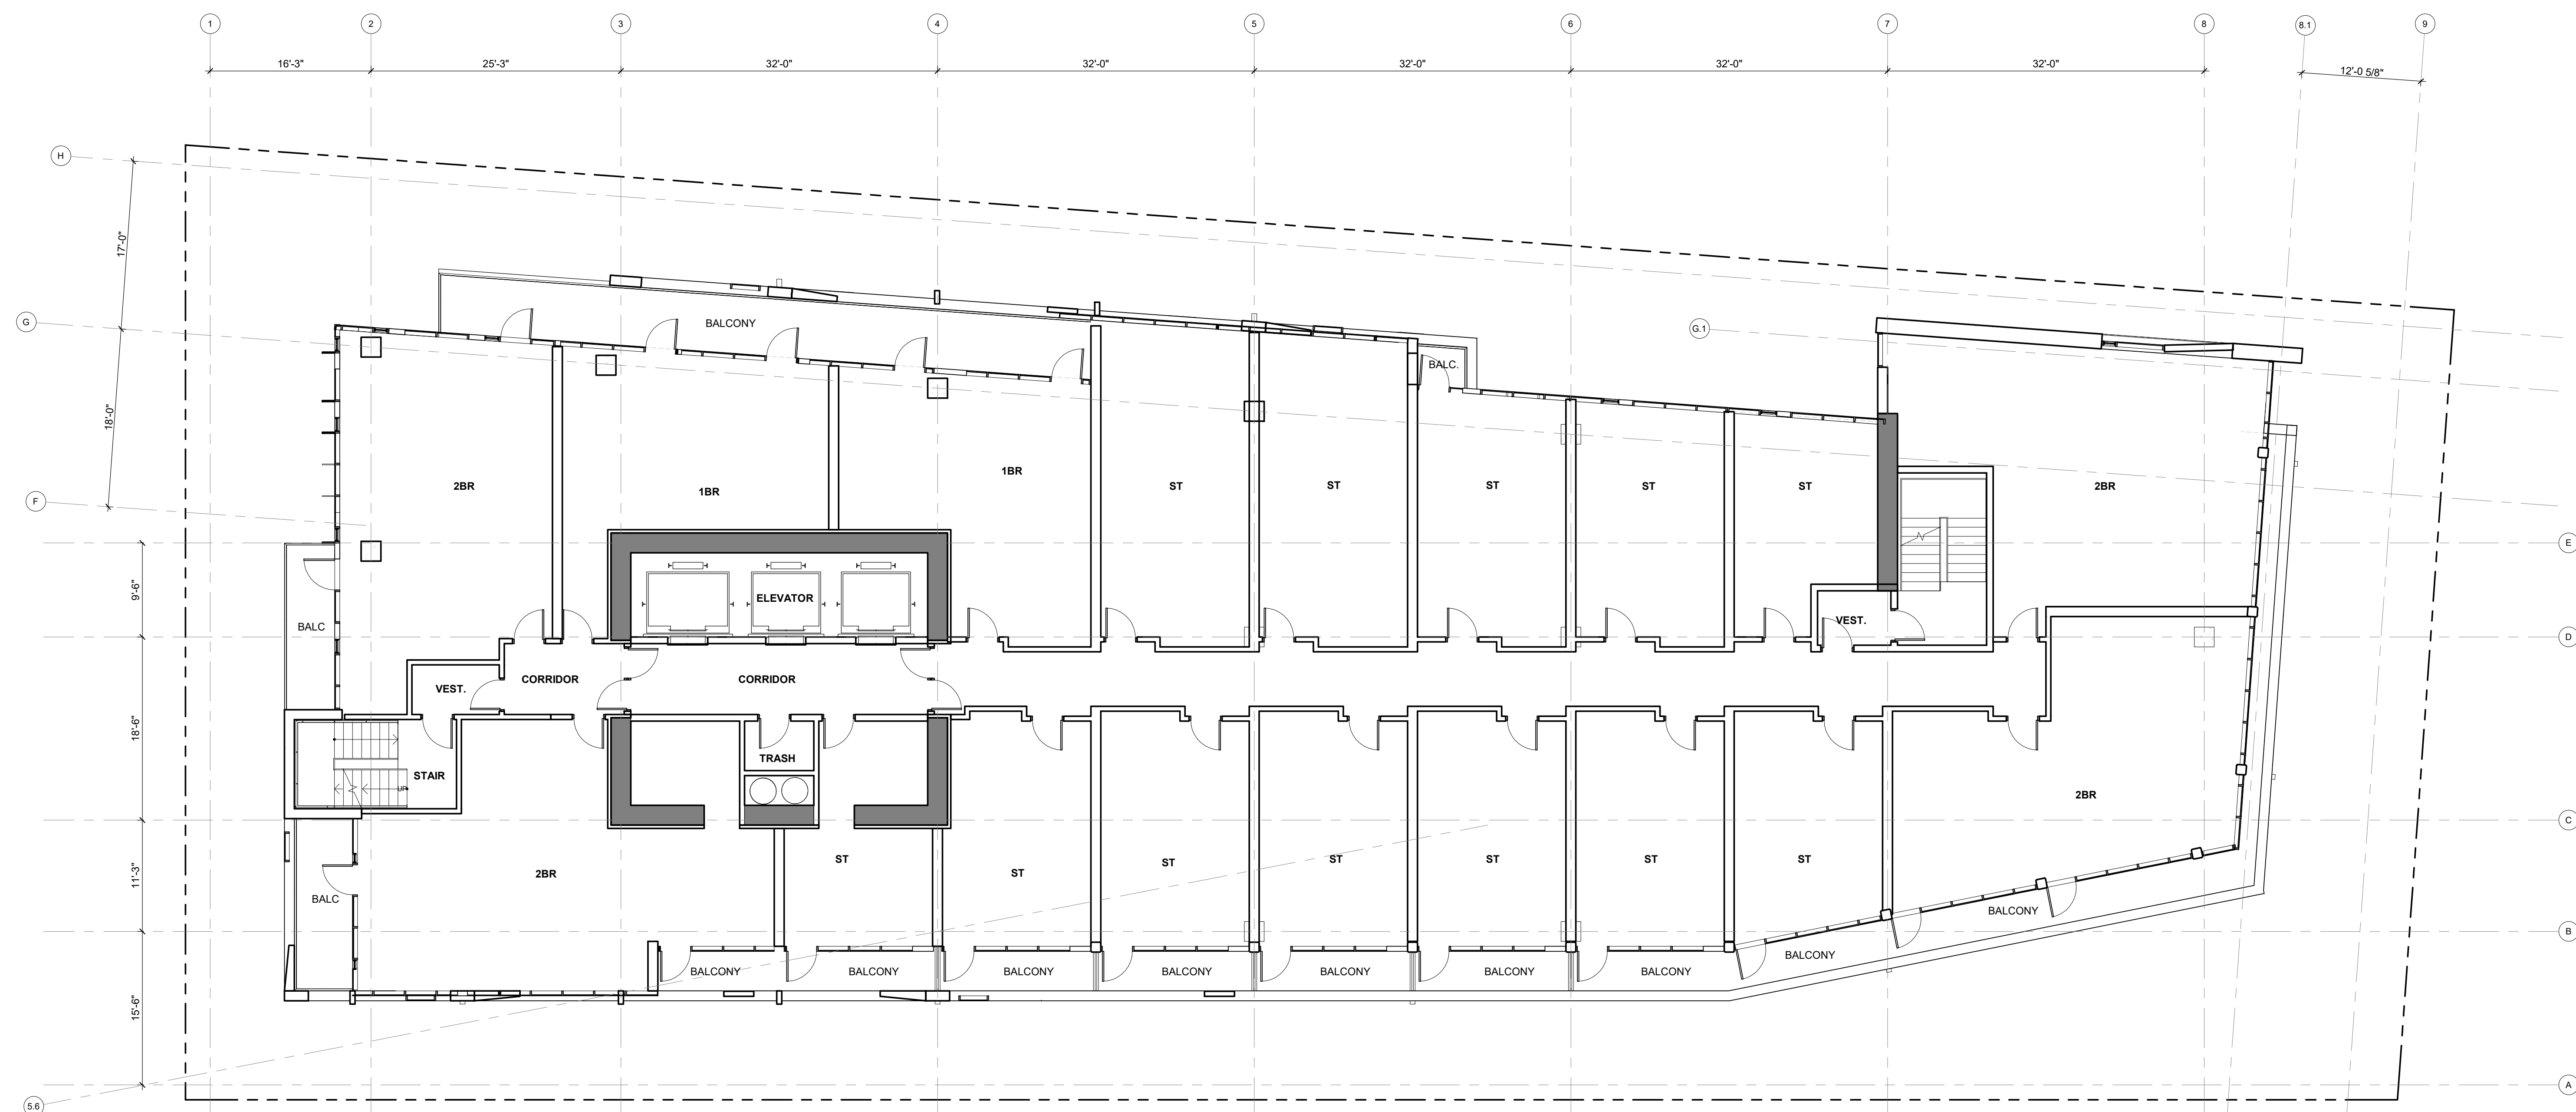 1
2
3
4
5
6
7
8
8.1
9
16'-3"
25'-3"
32'-0"
32'-0"
32'-0"
32'-0"
32'-0"
12'-0 5/8"
H
17'-0"
G
G.1
18'-0"
F
BALCONY
BALC.
2BR
1BR
1BR
ST
ST
ST
ST
ST
2BR
E
9'-6"
ELEVATOR
BALC
VEST.
D
VEST.
CORRIDOR
CORRIDOR
18'-6"
STAIR
UP
TRASH
2BR
C
11'-3"
2BR
ST
ST
ST
ST
ST
ST
ST
BALC
BALCONY
B
BALCONY
BALCONY
BALCONY
BALCONY
BALCONY
BALCONY
BALCONY
BALCONY
15'-6"
A
5.6